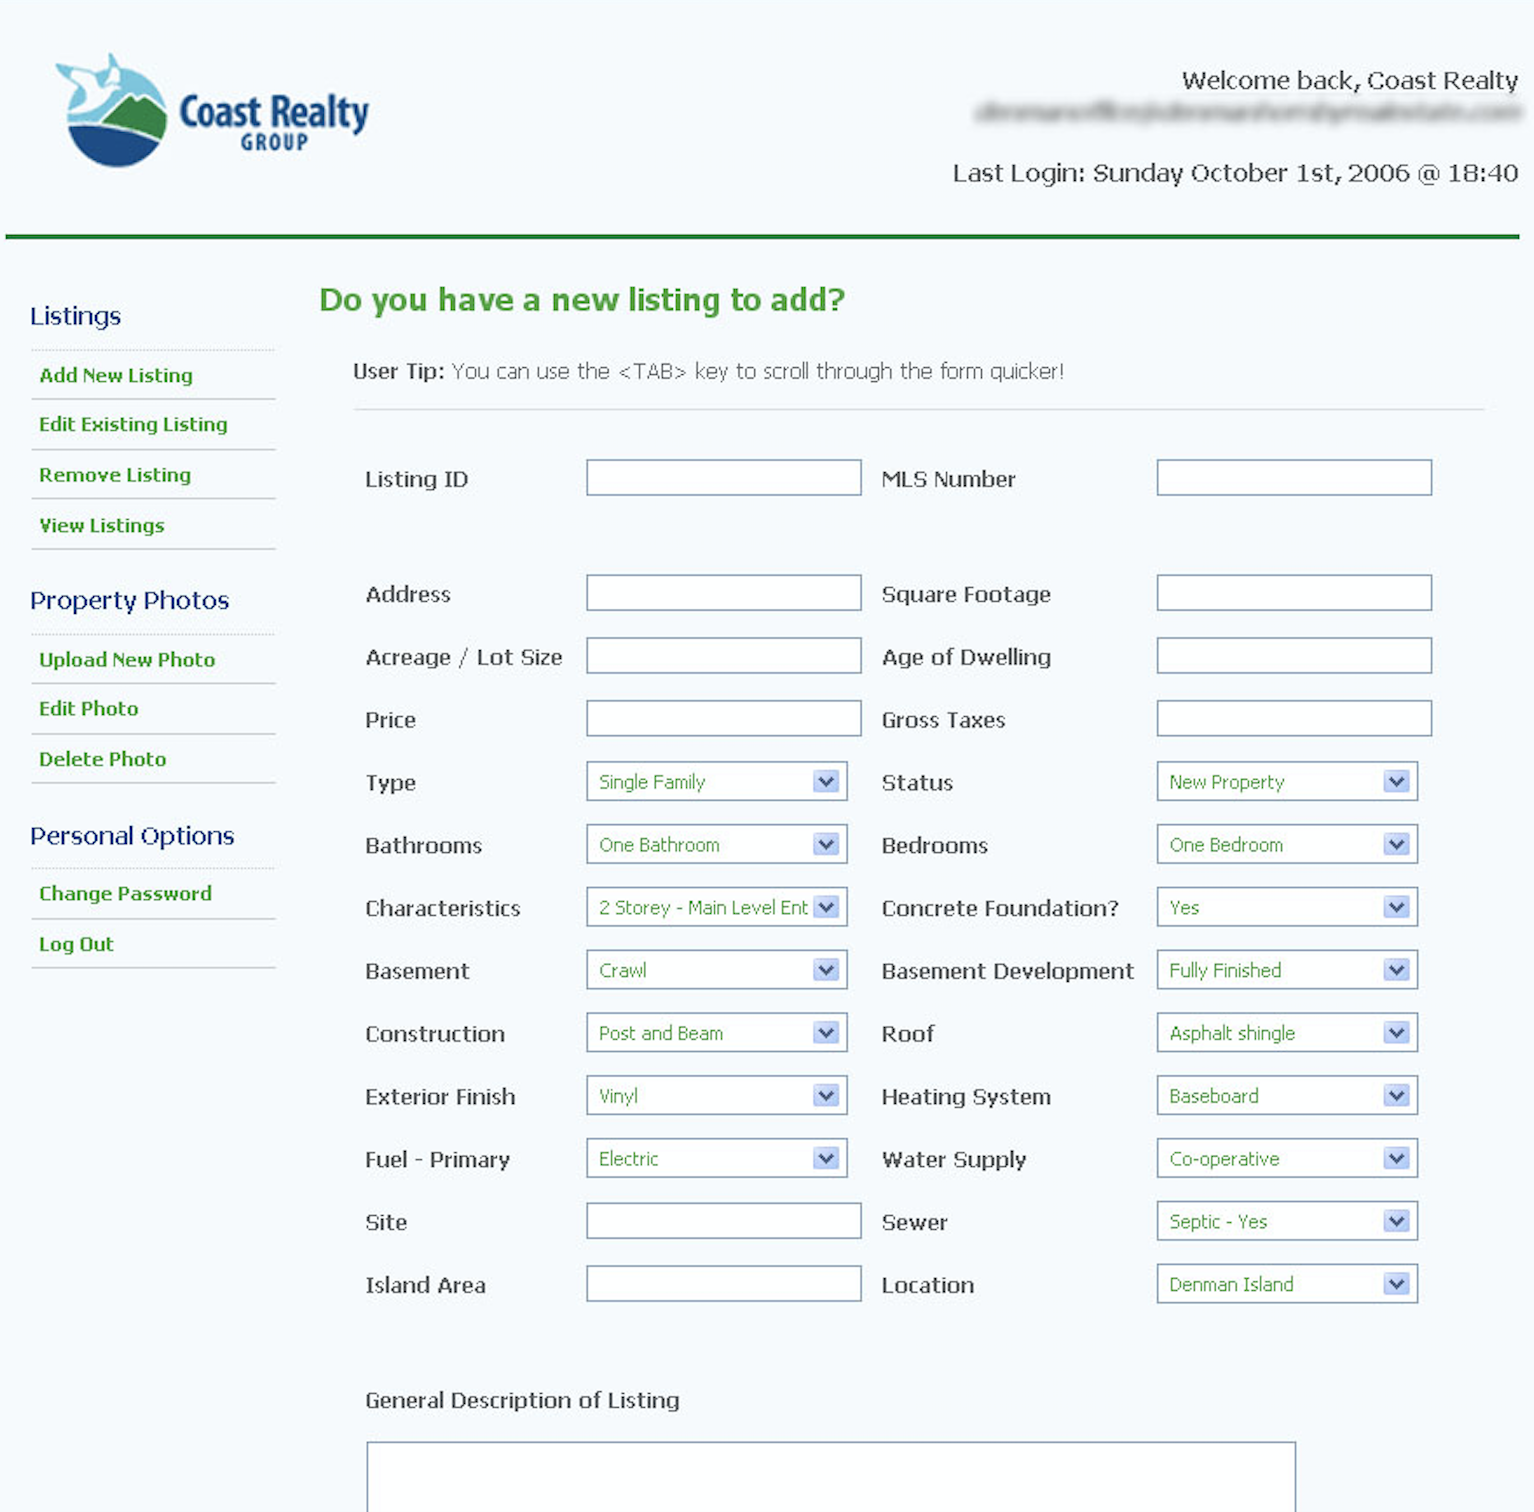 Coast Realty
GROUP
Welcome back, Coast Realty
Last Login: Sunday October 1st, 2006 @ 18:40
Listings
Add New Listing
Edit Existing Listing
Remove Listing
View Listings
Property Photos
Upload New Photo
Edit Photo
Delete Photo
Personal Options
Change Password
Log Out
Do you have a new listing to add?
User Tip: You can use the <TAB> key to scroll through the form quicker!
Listing ID MLS Number
Address Square Footage
Acreage / Lot Size Age of Dwelling
Price Gross Taxes
Type Single Family Status New Property
Bathrooms One Bathroom Bedrooms One Bedroom
Characteristics 2 Storey - Main Level Ent Concrete Foundation? Yes
Basement Crawl Basement Development Fully Finished
Construction Post and Beam Roof Asphalt shingle
Exterior Finish Vinyl Heating System Baseboard
Fuel - Primary Electric Water Supply Co-operative
Site Sewer Septic - Yes
Island Area Location Denman Island
General Description of Listing